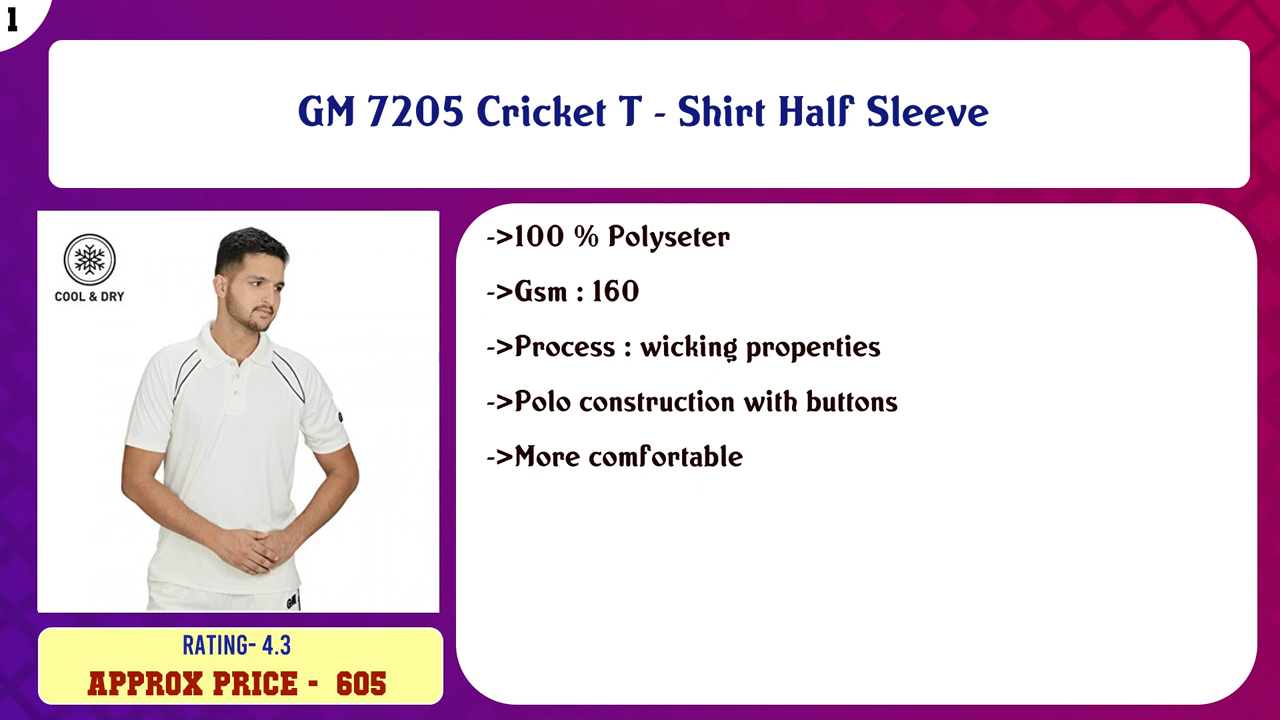 1
GM 7205 Cricket T - Shirt Half Sleeve
COOL & DRY
->100 % Polyseter
->Gsm : 160
->Process : wicking properties
->Polo construction with buttons
->More comfortable
GM
RATING- 4.3
APPROX PRICE - 605